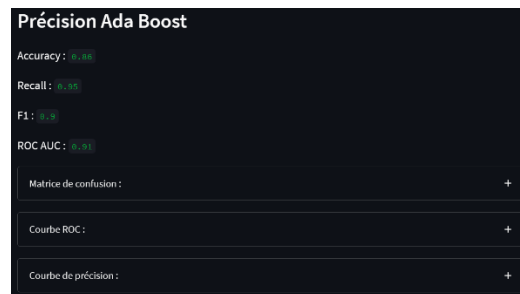 Précision Ada Boost
Accuracy : 0.86
Recall : 0.95
F1 : 0.9
ROC AUC : 0.91
Matrice de confusion : +
Courbe ROC : +
Courbe de précision : +